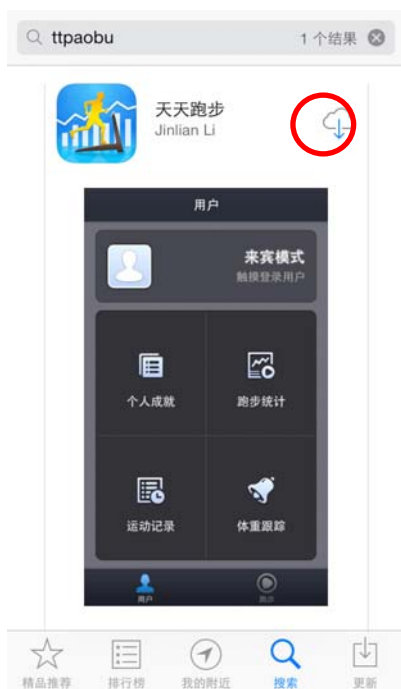 ttpaobu
1 个结果
天天跑步
Jinlian Li
用户
来宾模式
触摸登录用户
个人成就
跑步统计
运动记录
体重跟踪
用户
跑步
精品推荐
排行榜
我的附近
搜索
更新